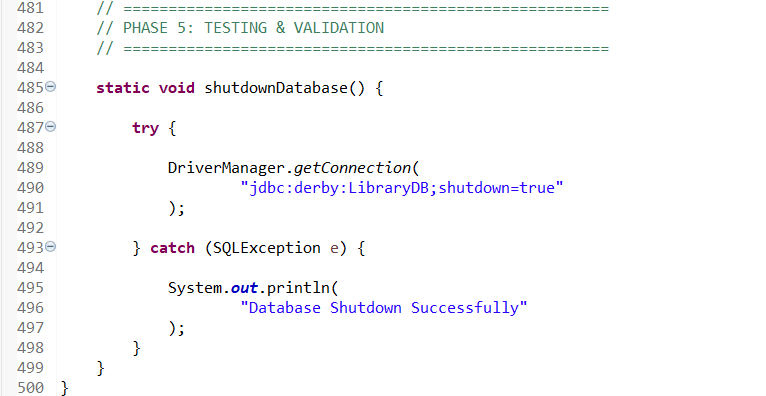 481 // ======================================================
482 // PHASE 5: TESTING & VALIDATION
483 // ======================================================
484
485 static void shutdownDatabase() {
486
487 try {
488
489 DriverManager.getConnection(
490 "jdbc:derby:LibraryDB;shutdown=true"
491 );
492
493 } catch (SQLException e) {
494
495 System.out.println(
496 "Database Shutdown Successfully"
497 );
498 }
499 }
500 }